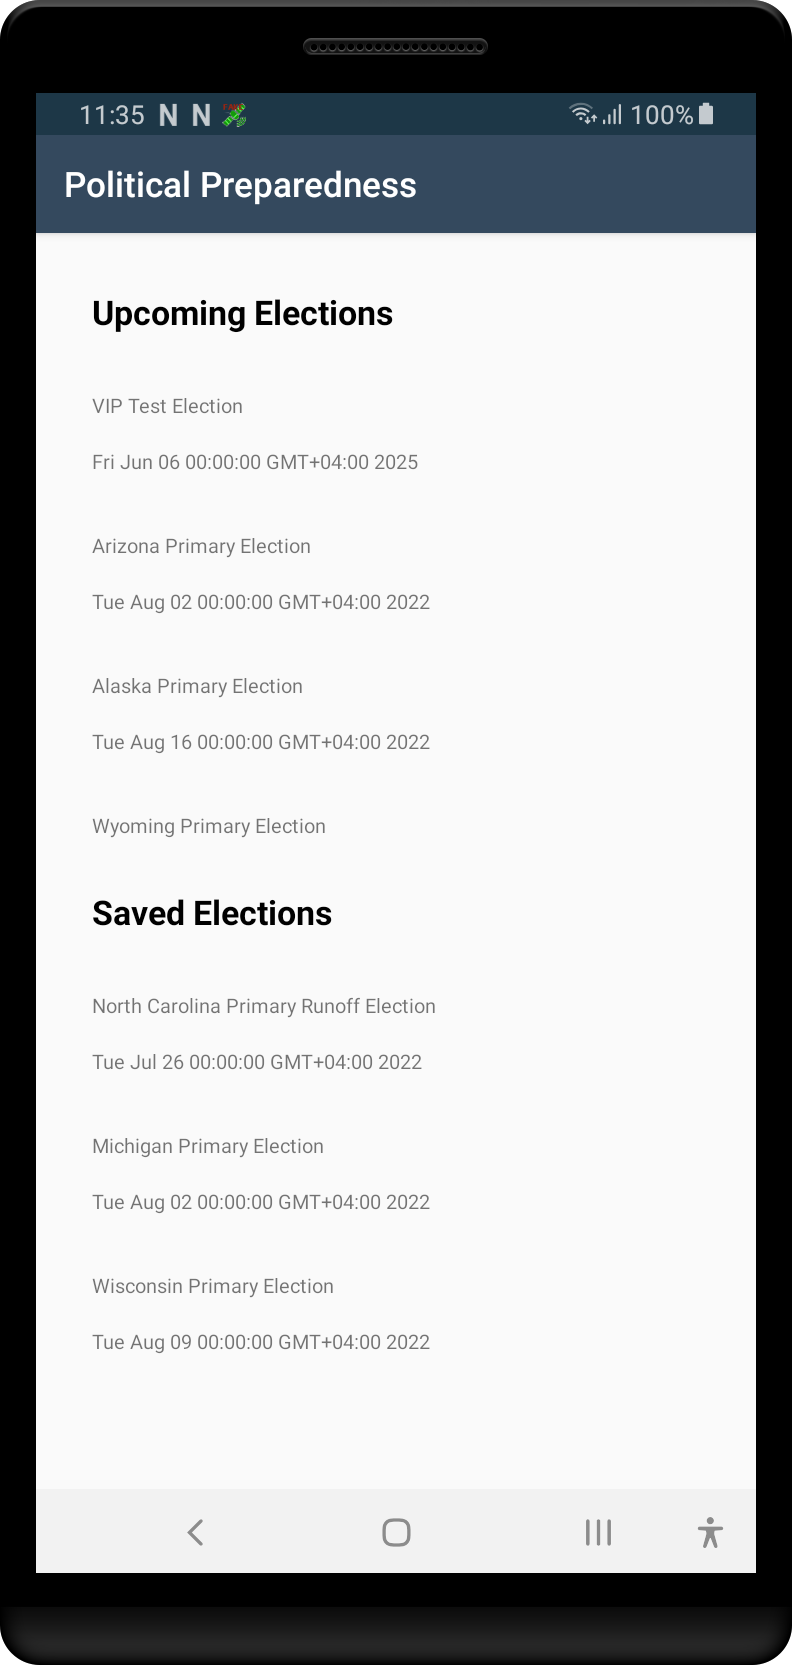 11:35 N N 100%
Political Preparedness
Upcoming Elections
VIP Test Election
Fri Jun 06 00:00:00 GMT+04:00 2025
Arizona Primary Election
Tue Aug 02 00:00:00 GMT+04:00 2022
Alaska Primary Election
Tue Aug 16 00:00:00 GMT+04:00 2022
Wyoming Primary Election
Saved Elections
North Carolina Primary Runoff Election
Tue Jul 26 00:00:00 GMT+04:00 2022
Michigan Primary Election
Tue Aug 02 00:00:00 GMT+04:00 2022
Wisconsin Primary Election
Tue Aug 09 00:00:00 GMT+04:00 2022